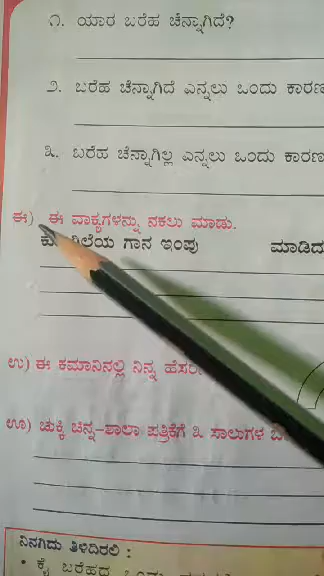 ೧. ಯಾರ ಬರೆಹ ಚೆನ್ನಾಗಿದೆ?
೨. ಬರೆಹ ಚೆನ್ನಾಗಿದೆ ಎನ್ನಲು ಒಂದು ಕಾರಣ
೩. ಬರೆಹ ಚೆನ್ನಾಗಿಲ್ಲ ಎನ್ನಲು ಒಂದು ಕಾರಣ
ಈ) ಈ ವಾಕ್ಯಗಳನ್ನು ನಕಲು ಮಾಡು.
ಗಾನ ಇಂಪು ಮಾಡಿದ
ಉ) ಈ ಕಮಾನಿನಲ್ಲಿ ನಿನ್ನ
ಊ) ಚುಕ್ಕಿ ಚಿನ್ನ-ಶಾಲಾ ಪತ್ರಿಕೆಗೆ ೩ ಸಾಲುಗಳ
ನಿನಗಿದು ತಿಳಿದಿರಲಿ :
• ಕೈ ಬರೆಹದ